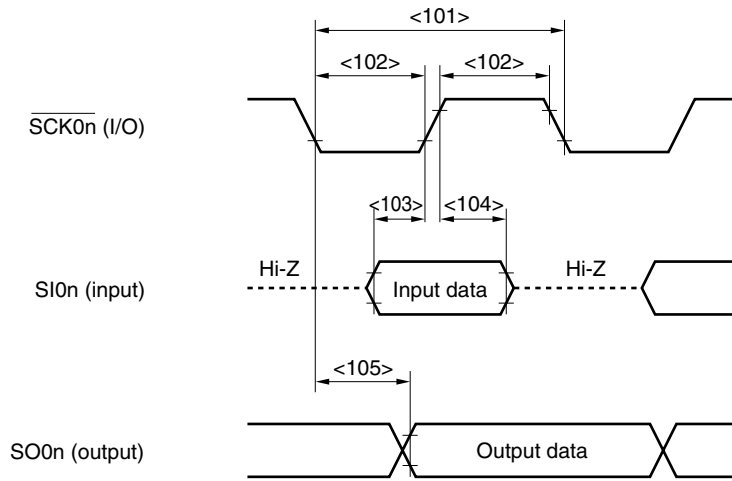 <101>
<102> <102>
SCK0n (I/O)
<103> <104>
Hi-Z Hi-Z
SI0n (input) Input data
<105>
SO0n (output) Output data